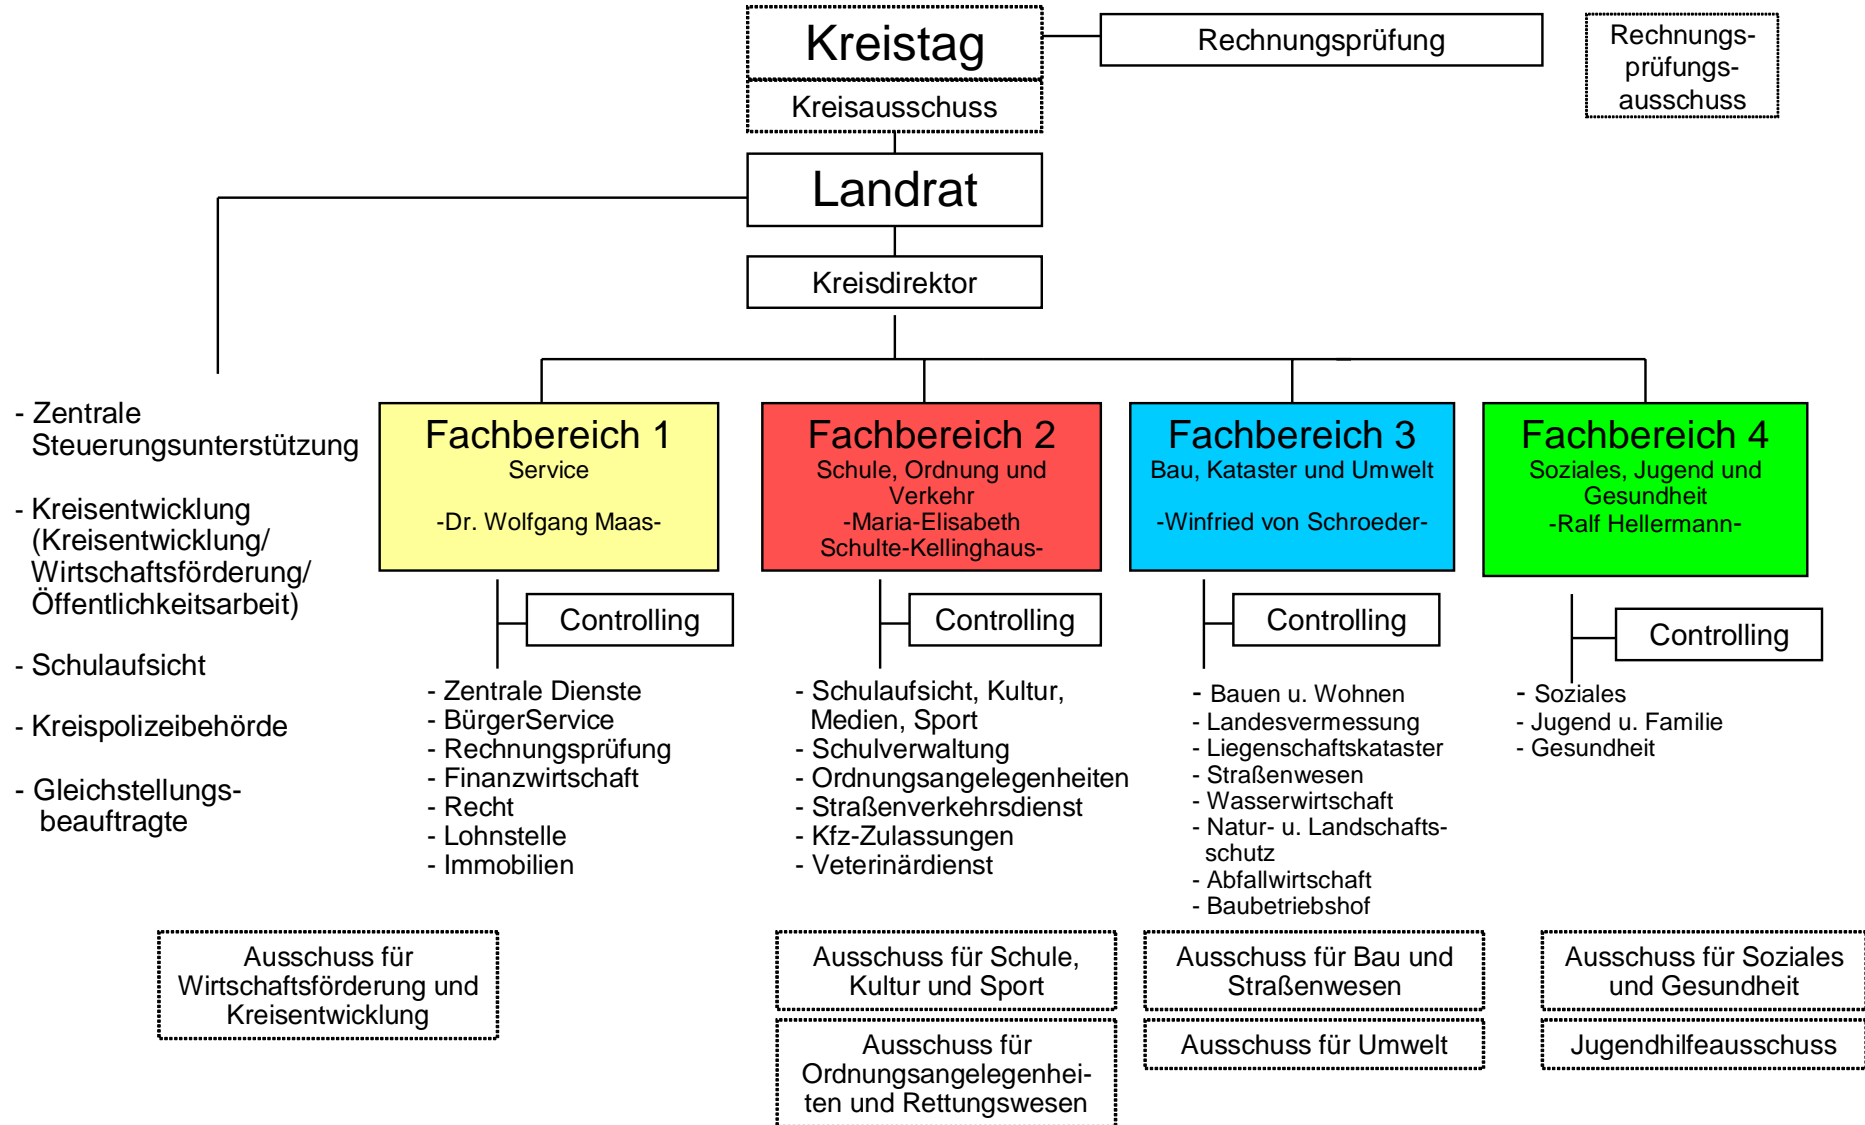 Kreistag
Kreisausschuss
Rechnungsprüfung
Rechnungs-
prüfungs-
ausschuss
Landrat
Kreisdirektor
- Zentrale
Steuerungsunterstützung
- Kreisentwicklung
(Kreisentwicklung/
Wirtschaftsförderung/
Öffentlichkeitsarbeit)
- Schulaufsicht
- Kreispolizeibehörde
- Gleichstellungs-
beauftragte
Fachbereich 1
Service
-Dr. Wolfgang Maas-
Controlling
- Zentrale Dienste
- BürgerService
- Rechnungsprüfung
- Finanzwirtschaft
- Recht
- Lohnstelle
- Immobilien
Fachbereich 2
Schule, Ordnung und
Verkehr
-Maria-Elisabeth
Schulte-Kellinghaus-
Controlling
- Schulaufsicht, Kultur,
Medien, Sport
- Schulverwaltung
- Ordnungsangelegenheiten
- Straßenverkehrsdienst
- Kfz-Zulassungen
- Veterinärdienst
Fachbereich 3
Bau, Kataster und Umwelt
-Winfried von Schroeder-
Controlling
- Bauen u. Wohnen
- Landesvermessung
- Liegenschaftskataster
- Straßenwesen
- Wasserwirtschaft
- Natur- u. Landschafts-
schutz
- Abfallwirtschaft
- Baubetriebshof
Fachbereich 4
Soziales, Jugend und
Gesundheit
-Ralf Hellermann-
Controlling
- Soziales
- Jugend u. Familie
- Gesundheit
Ausschuss für
Wirtschaftsförderung und
Kreisentwicklung
Ausschuss für Schule,
Kultur und Sport
Ausschuss für
Ordnungsangelegenhei-
ten und Rettungswesen
Ausschuss für Bau und
Straßenwesen
Ausschuss für Umwelt
Ausschuss für Soziales
und Gesundheit
Jugendhilfeausschuss